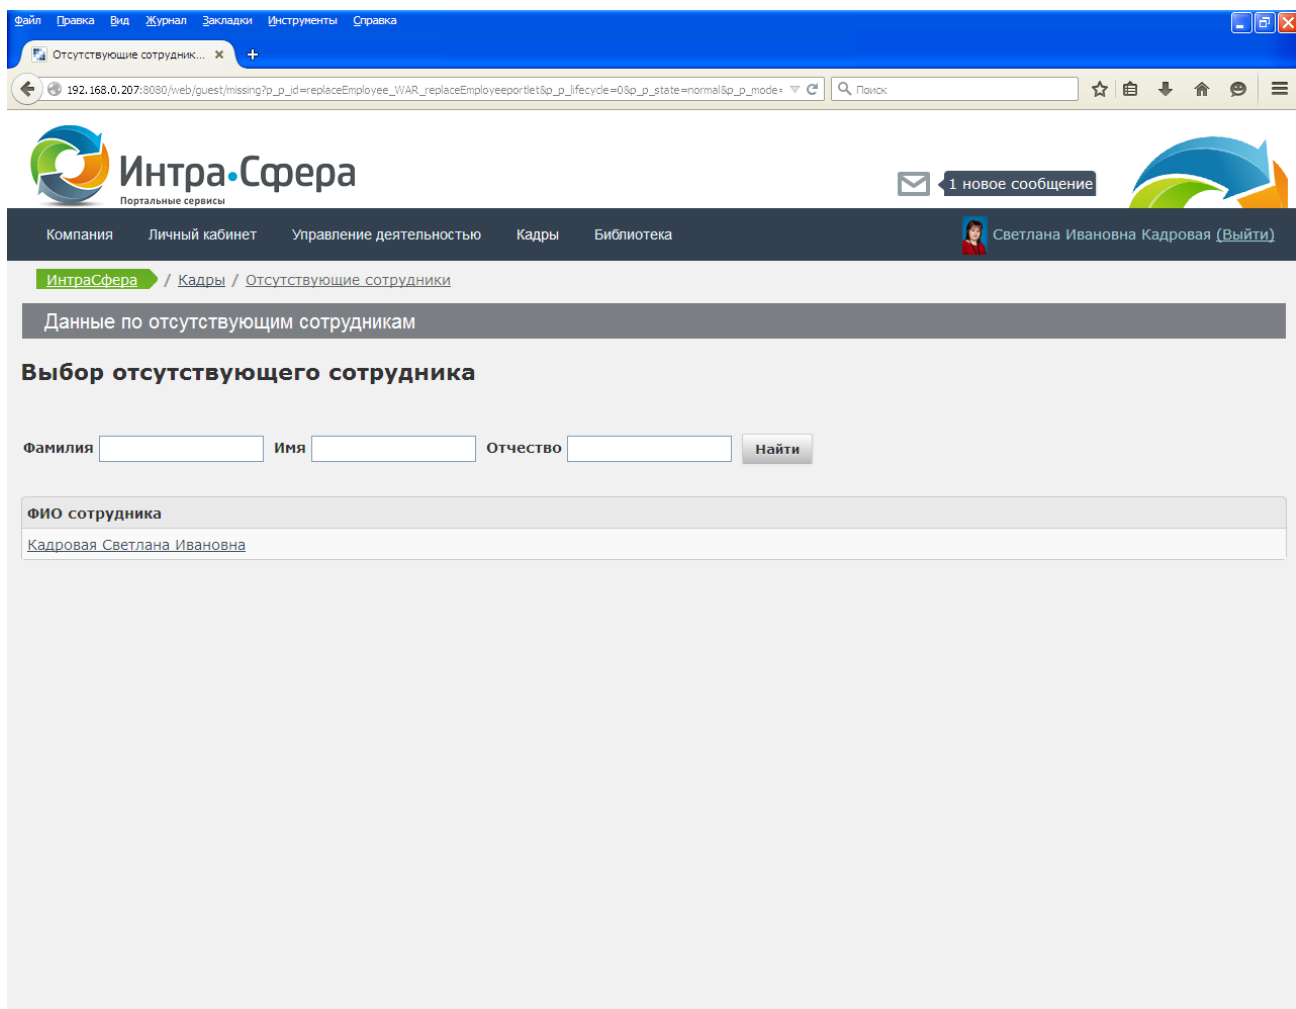 Файл Правка Вид Журнал Закладки Инструменты Справка
Отсутствующие сотрудник... × +
192.168.0.207:8080/web/guest/missing?p_p_id=replaceEmployee_WAR_replaceEmployeeportlet&p_p_lifecycle=0&p_p_state=normal&p_p_mode= Поиск
Интра•Сфера
Портальные сервисы
1 новое сообщение
Компания Личный кабинет Управление деятельностью Кадры Библиотека Светлана Ивановна Кадровая (Выйти)
ИнтраСфера / Кадры / Отсутствующие сотрудники
Данные по отсутствующим сотрудникам
Выбор отсутствующего сотрудника
Фамилия Имя Отчество Найти
ФИО сотрудника
Кадровая Светлана Ивановна